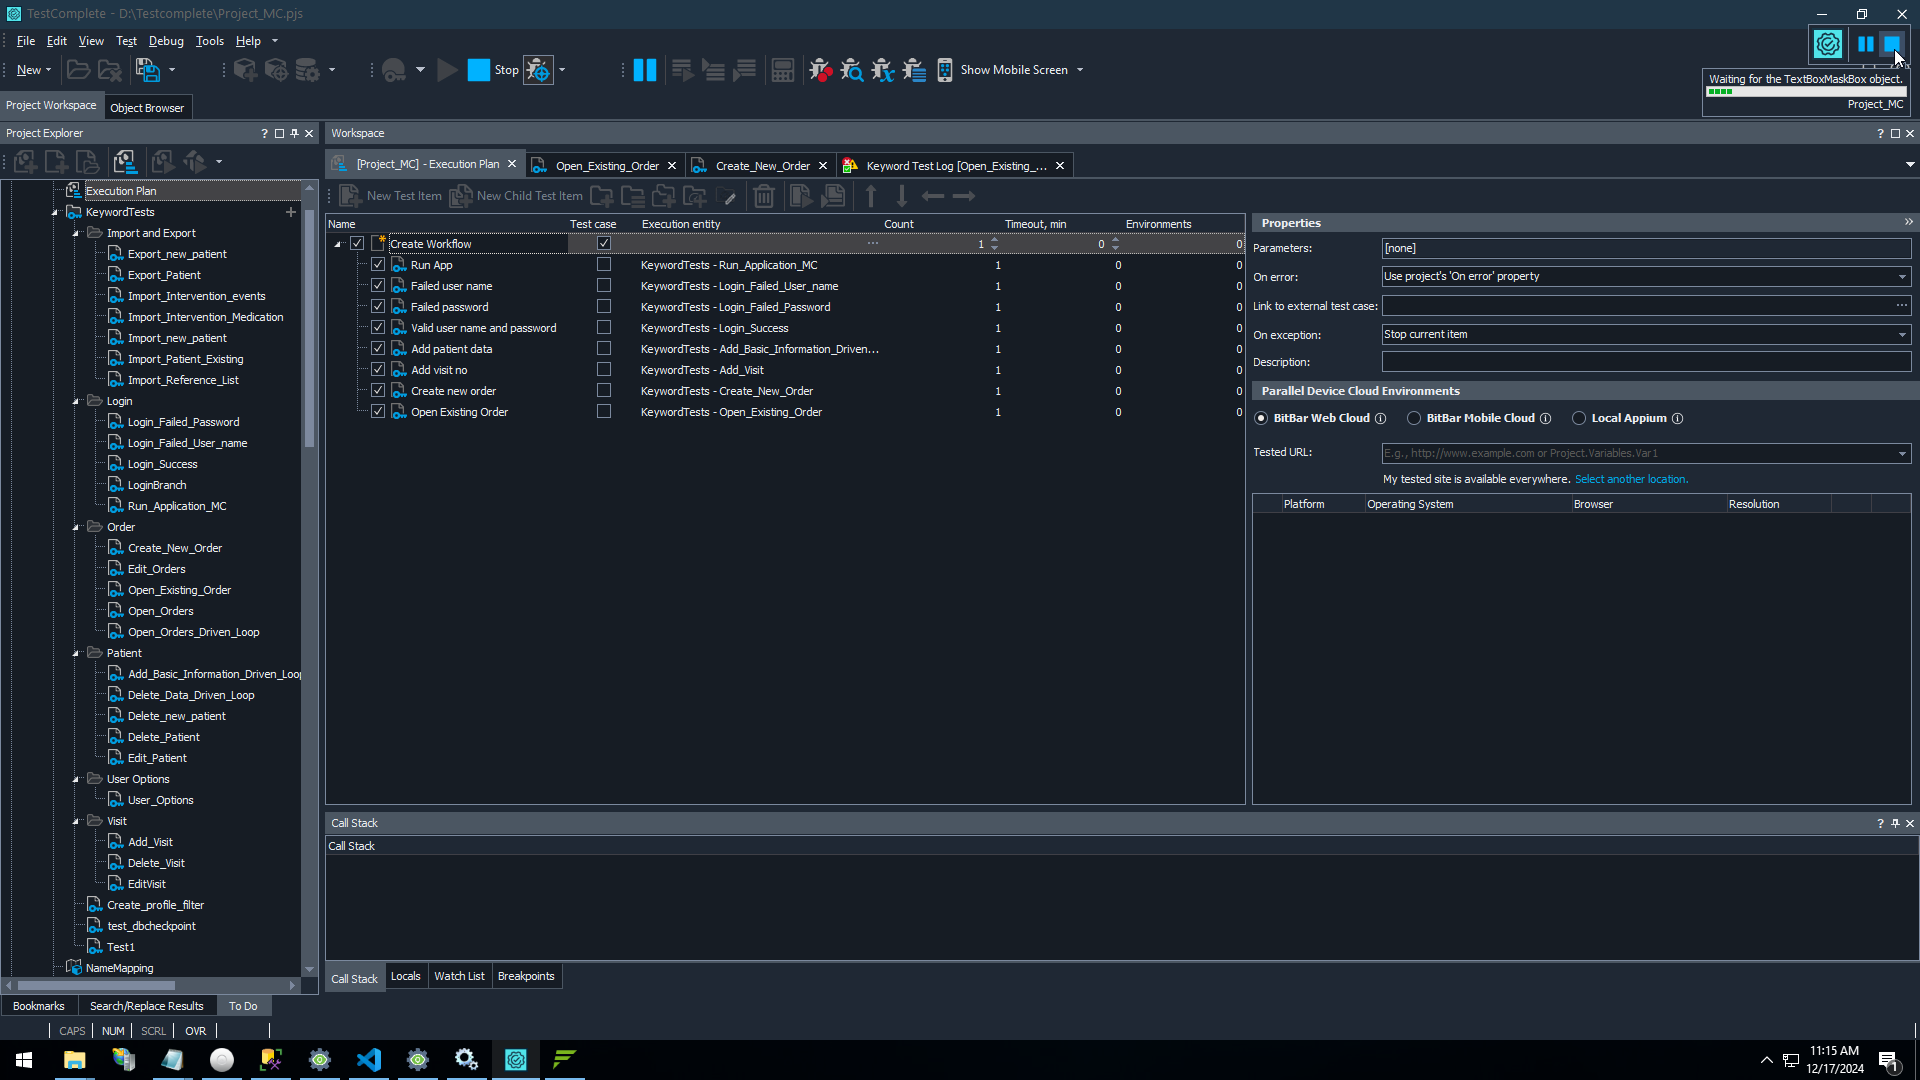 TestComplete - D:\Testcomplete\Project_MC.pjs
File Edit View Test Debug Tools Help
New Stop Show Mobile Screen
Waiting for the TextBoxMaskBox object.
Project_MC
Project Workspace Object Browser
Project Explorer ?
Workspace ?
[Project_MC] - Execution Plan Open_Existing_Order Create_New_Order Keyword Test Log [Open_Existing_...
New Test Item New Child Test Item
Execution Plan
KeywordTests
Import and Export
Export_new_patient
Export_Patient
Import_Intervention_events
Import_Intervention_Medication
Import_new_patient
Import_Patient_Existing
Import_Reference_List
Login
Login_Failed_Password
Login_Failed_User_name
Login_Success
LoginBranch
Run_Application_MC
Order
Create_New_Order
Edit_Orders
Open_Existing_Order
Open_Orders
Open_Orders_Driven_Loop
Patient
Add_Basic_Information_Driven_Loop
Delete_Data_Driven_Loop
Delete_new_patient
Delete_Patient
Edit_Patient
User Options
User_Options
Visit
Add_Visit
Delete_Visit
EditVisit
Create_profile_filter
test_dbcheckpoint
Test1
NameMapping
Name Test case Execution entity Count Timeout, min Environments
Create Workflow ... 1 0 0
Run App KeywordTests - Run_Application_MC 1 0 0
Failed user name KeywordTests - Login_Failed_User_name 1 0 0
Failed password KeywordTests - Login_Failed_Password 1 0 0
Valid user name and password KeywordTests - Login_Success 1 0 0
Add patient data KeywordTests - Add_Basic_Information_Driven... 1 0 0
Add visit no KeywordTests - Add_Visit 1 0 0
Create new order KeywordTests - Create_New_Order 1 0 0
Open Existing Order KeywordTests - Open_Existing_Order 1 0 0
Properties
Parameters: [none]
On error: Use project's 'On error' property
Link to external test case: ...
On exception: Stop current item
Description:
Parallel Device Cloud Environments
BitBar Web Cloud BitBar Mobile Cloud Local Appium
Tested URL: E.g., http://www.example.com or Project.Variables.Var1
My tested site is available everywhere. Select another location.
Platform Operating System Browser Resolution
Call Stack ?
Call Stack
Call Stack Locals Watch List Breakpoints
Bookmarks Search/Replace Results To Do
CAPS NUM SCRL OVR
11:15 AM
12/17/2024
1